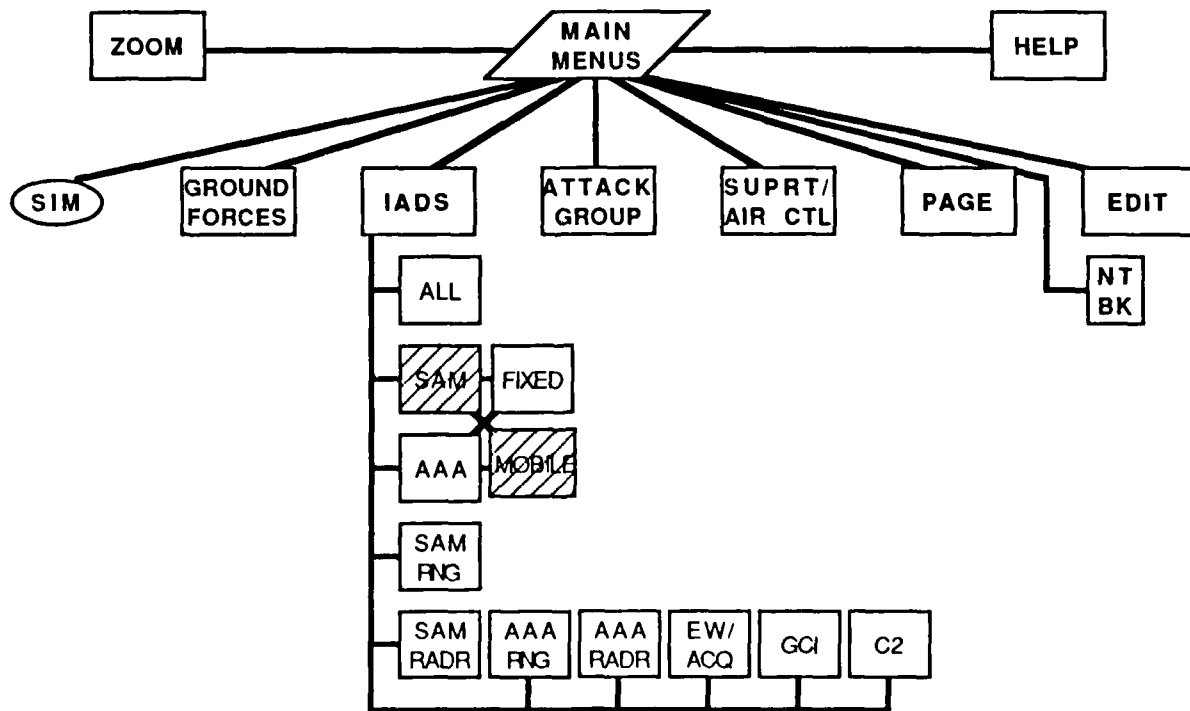 ZOOM
MAIN
MENUS
HELP
SIM
GROUND
FORCES
IADS
ATTACK
GROUP
SUPRT/
AIR CTL
PAGE
EDIT
NT
BK
ALL
SAM
FIXED
AAA
MOBILE
SAM
RNG
SAM
RADR
AAA
RNG
AAA
RADR
EW/
ACQ
GCI
C2